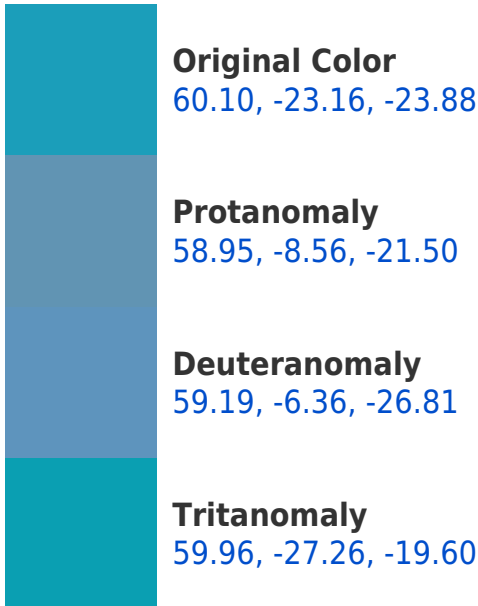 Original Color
60.10, -23.16, -23.88
Protanomaly
58.95, -8.56, -21.50
Deuteranomaly
59.19, -6.36, -26.81
Tritanomaly
59.96, -27.26, -19.60